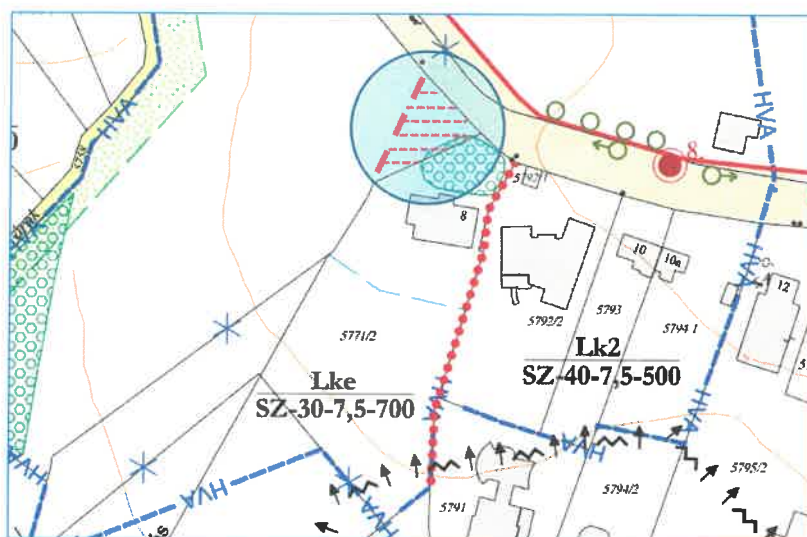 HVA
HVA
5758
8.
5792/1
8
10
10a
HVA
12
5771/2
5792/2
5793
5794 1
Lke
SZ-30-7,5-700
Lk2
SZ-40-7,5-500
HVA
HVA
HVA
HVA
HVA
5791
5794/2
5795/2